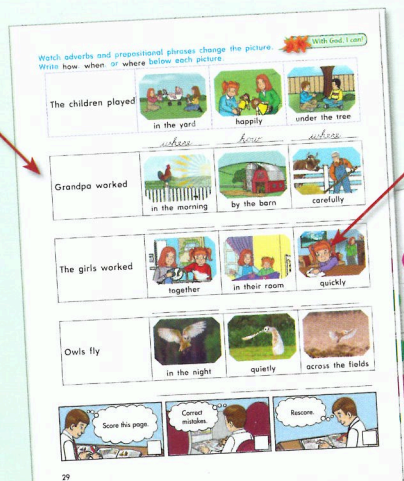 With God, I can!
Watch adverbs and prepositional phrases change the picture.
Write how, when, or where below each picture.
The children played
in the yard
happily
under the tree
where
how
where
Grandpa worked
in the morning
by the barn
carefully
The girls worked
together
in their room
quickly
Owls fly
in the night
quietly
across the fields
Score this page.
Correct
mistakes.
Rescore.
29